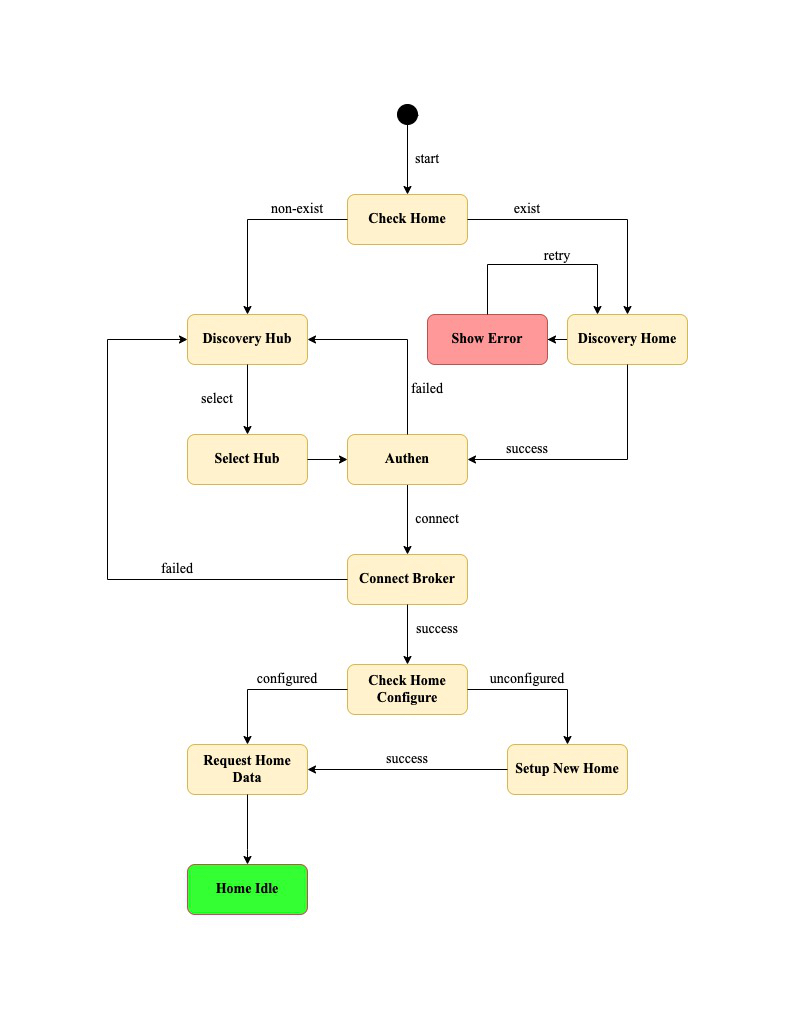 start
non-exist
Check Home
exist
retry
Discovery Hub
Show Error
Discovery Home
select
failed
Select Hub
Authen
success
connect
failed
Connect Broker
success
configured
Check Home
Configure
unconfigured
Request Home
Data
success
Setup New Home
Home Idle